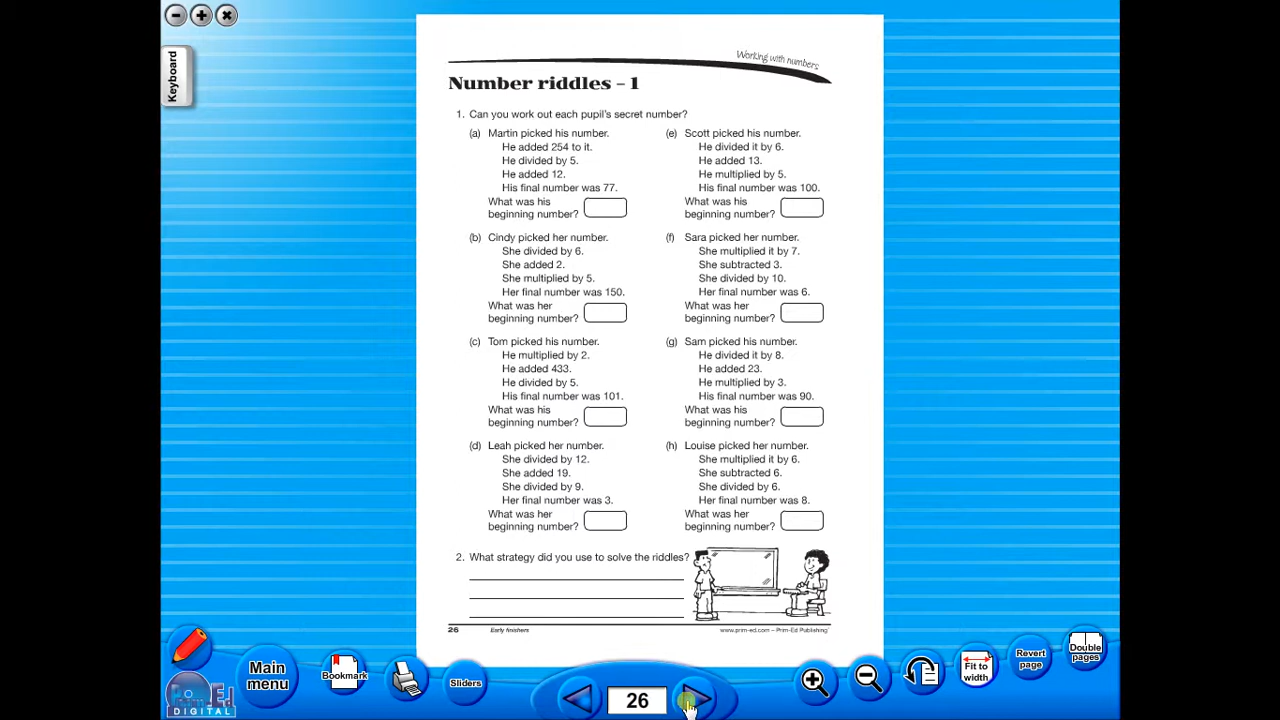 Keyboard
Working with numbers
Number riddles – 1
1. Can you work out each pupil's secret number?
(a) Martin picked his number.
He added 254 to it.
He divided by 5.
He added 12.
His final number was 77.
What was his
beginning number?
(b) Cindy picked her number.
She divided by 6.
She added 2.
She multiplied by 5.
Her final number was 150.
What was her
beginning number?
(c) Tom picked his number.
He multiplied by 2.
He added 433.
He divided by 5.
His final number was 101.
What was his
beginning number?
(d) Leah picked her number.
She divided by 12.
She added 19.
She divided by 9.
Her final number was 3.
What was her
beginning number?
(e) Scott picked his number.
He divided it by 6.
He added 13.
He multiplied by 5.
His final number was 100.
What was his
beginning number?
(f) Sara picked her number.
She multiplied it by 7.
She subtracted 3.
She divided by 10.
Her final number was 6.
What was her
beginning number?
(g) Sam picked his number.
He divided it by 8.
He added 23.
He multiplied by 3.
His final number was 90.
What was his
beginning number?
(h) Louise picked her number.
She multiplied it by 6.
She subtracted 6.
She divided by 6.
Her final number was 8.
What was her
beginning number?
2. What strategy did you use to solve the riddles?
26 Early finishers www.prim-ed.com – Prim-Ed Publishing
Main
menu
Bookmark
Sliders
26
Fit to
width
Revert
page
Double
pages
Prim Ed
DIGITAL